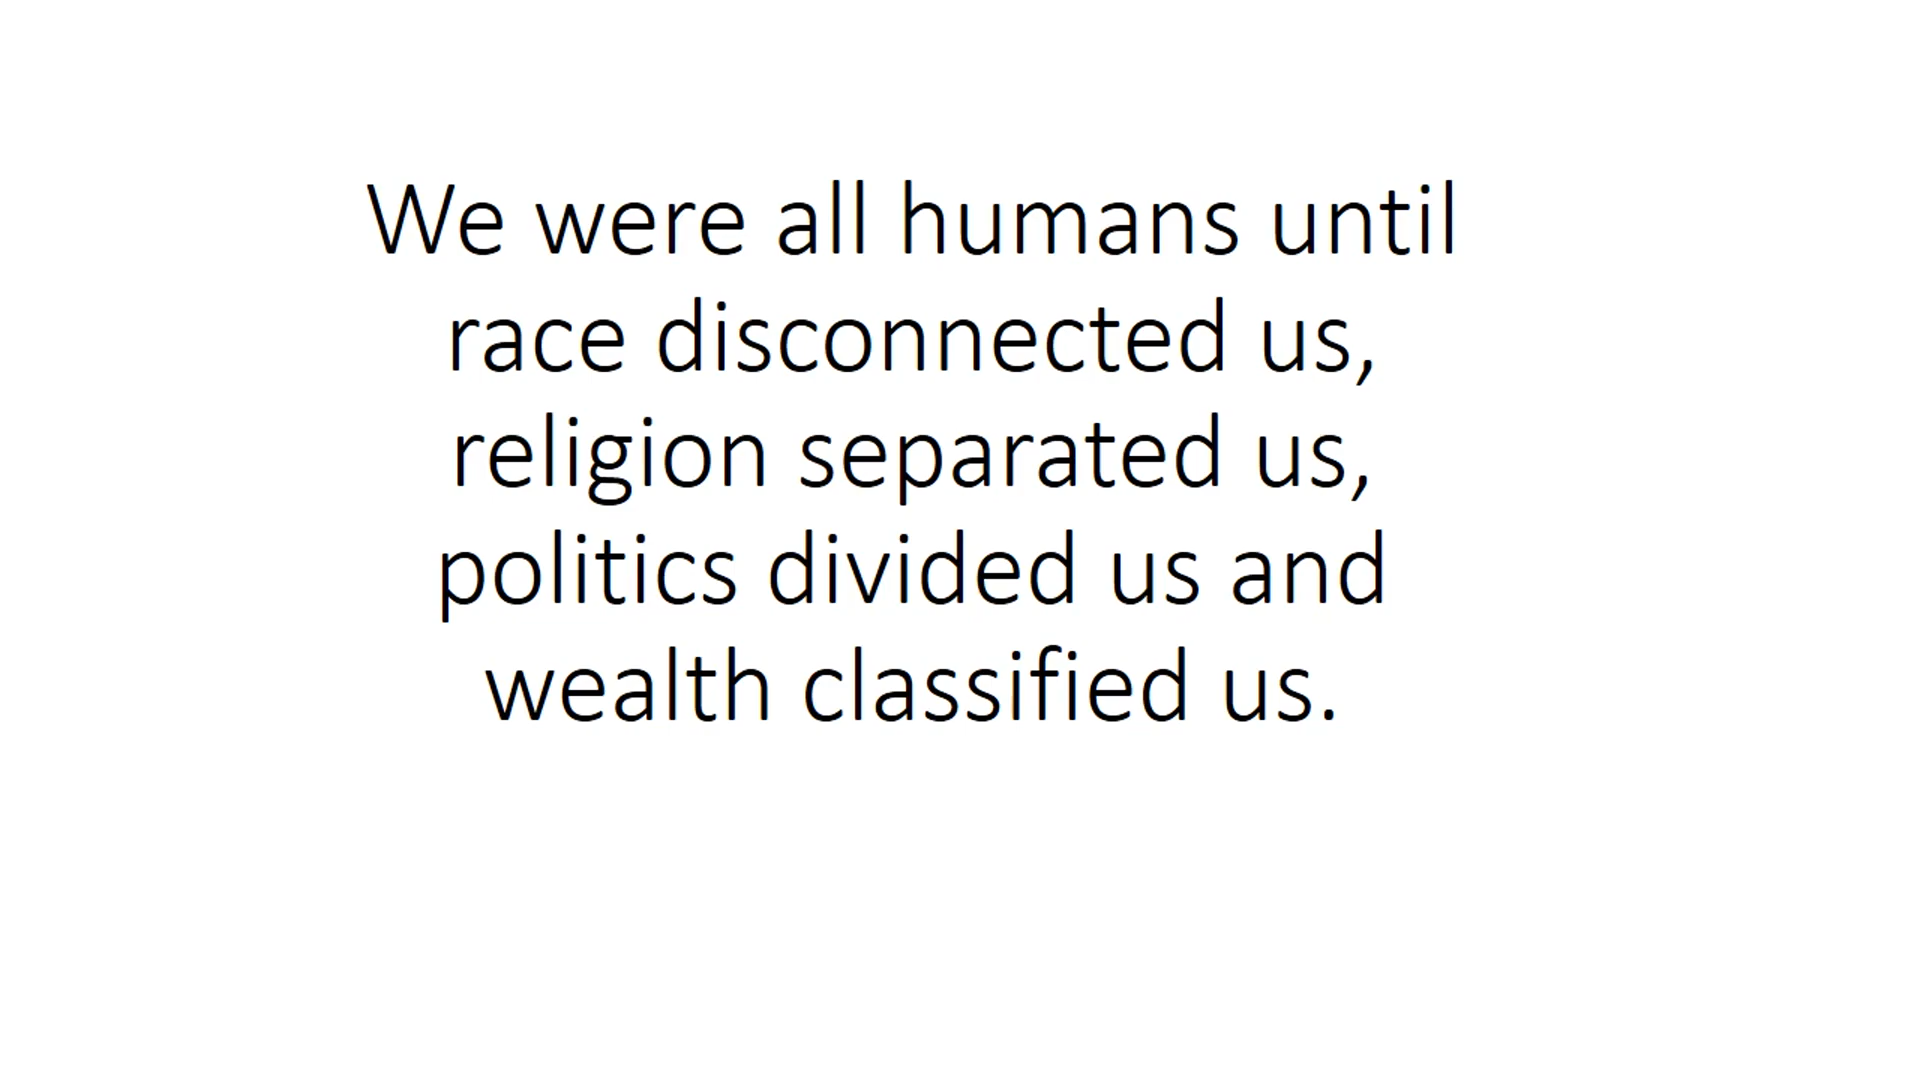 We were all humans until
race disconnected us,
religion separated us,
politics divided us and
wealth classified us.